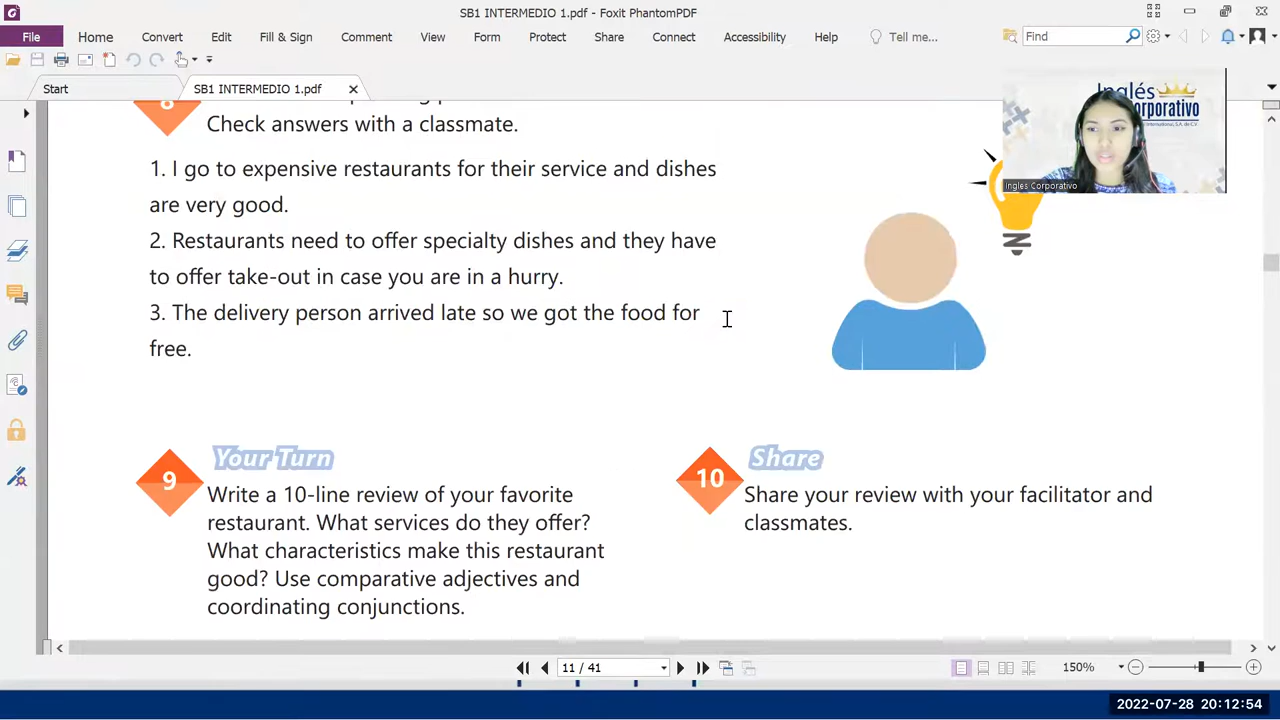 SB1 INTERMEDIO 1.pdf - Foxit PhantomPDF
File Home Convert Edit Fill & Sign Comment View Form Protect Share Connect Accessibility Help Tell me... Find
Start SB1 INTERMEDIO 1.pdf
Inglés
Corporativo
Ingles Corporativo
Check answers with a classmate.
1. I go to expensive restaurants for their service and dishes
are very good.
2. Restaurants need to offer specialty dishes and they have
to offer take-out in case you are in a hurry.
3. The delivery person arrived late so we got the food for
free.
9 Your Turn
Write a 10-line review of your favorite
restaurant. What services do they offer?
What characteristics make this restaurant
good? Use comparative adjectives and
coordinating conjunctions.
10 Share
Share your review with your facilitator and
classmates.
11 / 41 150%
2022-07-28 20:12:54